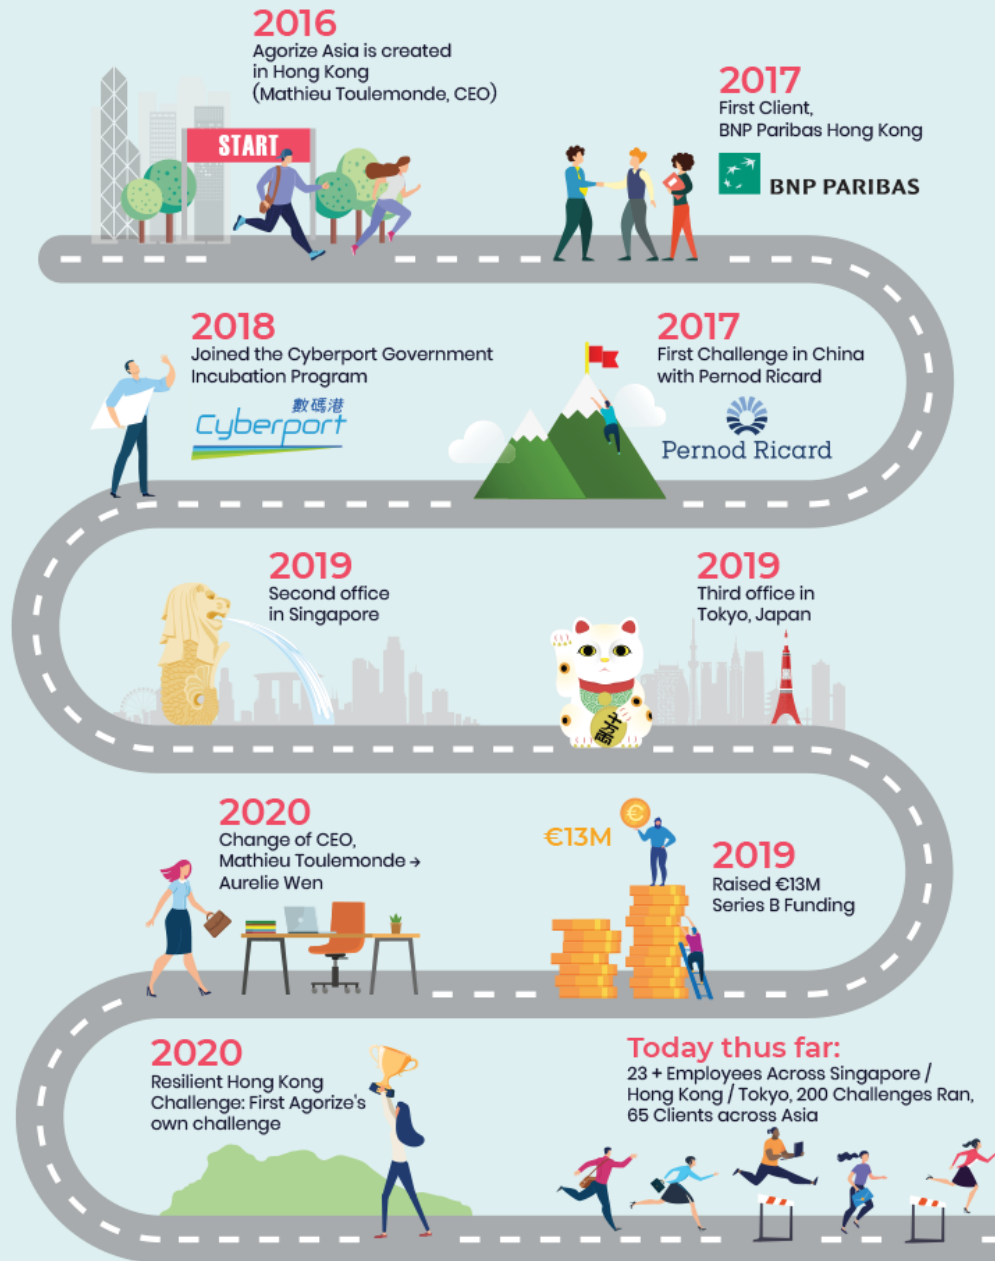 2016
Agorize Asia is created
in Hong Kong
(Mathieu Toulemonde, CEO)
START
2017
First Client,
BNP Paribas Hong Kong
BNP PARIBAS
2017
First Challenge in China
with Pernod Ricard
Pernod Ricard
2018
Joined the Cyberport Government
Incubation Program
數碼港
Cyberport
2019
Second office
in Singapore
2019
Third office in
Tokyo, Japan
€13M
€
2019
Raised €13M
Series B Funding
2020
Change of CEO,
Mathieu Toulemonde →
Aurelie Wen
2020
Resilient Hong Kong
Challenge: First Agorize's
own challenge
Today thus far:
23 + Employees Across Singapore /
Hong Kong / Tokyo, 200 Challenges Ran,
65 Clients across Asia